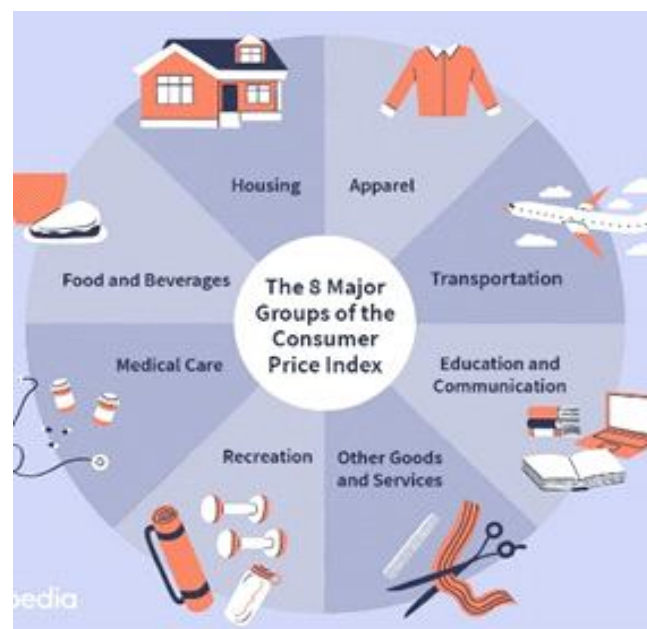 Housing
Apparel
Food and Beverages
Transportation
The 8 Major
Groups of the
Consumer
Price Index
Medical Care
Education and
Communication
Recreation
Other Goods
and Services
pedia